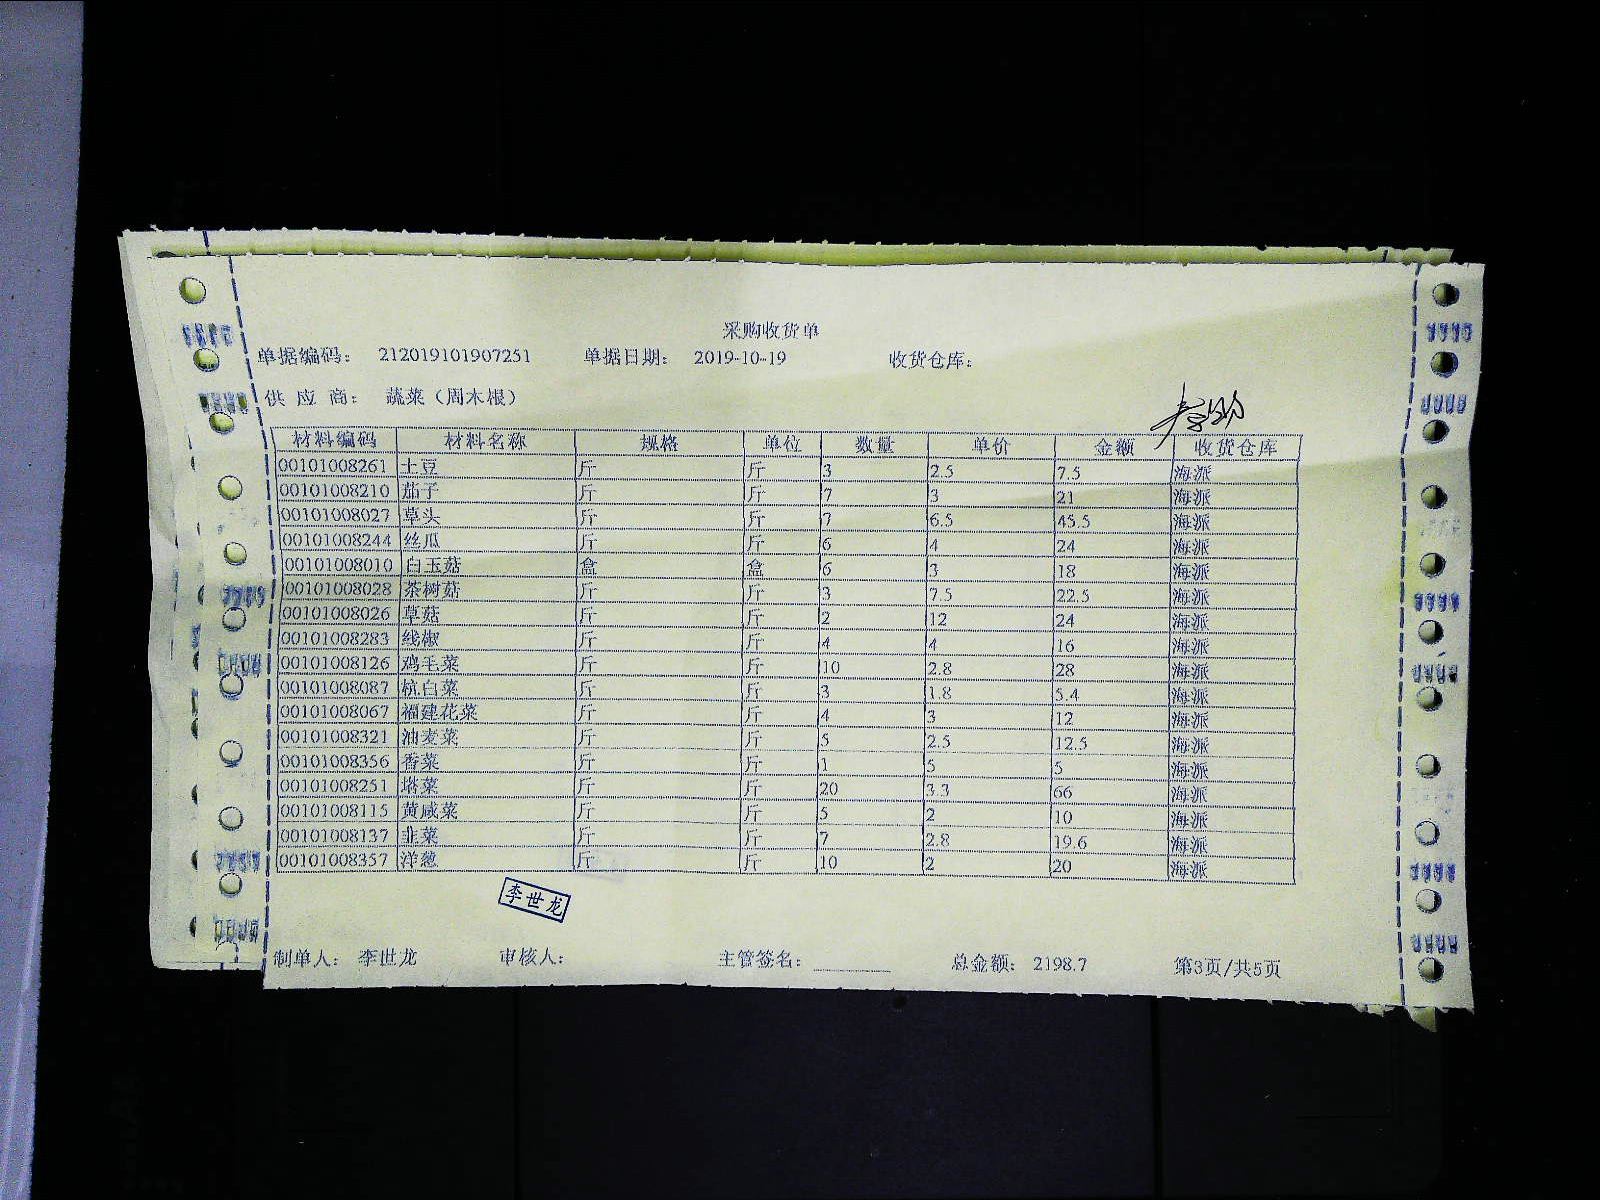 采购收货单
单据编码： 212019101907251 单据日期： 2019-10-19 收货仓库：
供 应 商： 蔬菜（周木根）
材料编码 材料名称 规格 单位 数量 单价 金额 收货仓库
00101008261 土豆 斤 斤 3 2.5 7.5 海派
00101008210 茄子 斤 斤 7 3 21 海派
00101008027 草头 斤 斤 7 6.5 45.5 海派
00101008244 丝瓜 斤 斤 6 4 24 海派
00101008010 白玉菇 盒 盒 6 3 18 海派
00101008028 茶树菇 斤 斤 3 7.5 22.5 海派
00101008026 草菇 斤 斤 2 12 24 海派
00101008283 线椒 斤 斤 4 4 16 海派
00101008126 鸡毛菜 斤 斤 10 2.8 28 海派
00101008087 杭白菜 斤 斤 3 1.8 5.4 海派
00101008067 福建花菜 斤 斤 4 3 12 海派
00101008321 油麦菜 斤 斤 5 2.5 12.5 海派
00101008356 香菜 斤 斤 1 5 5 海派
00101008251 塔菜 斤 斤 20 3.3 66 海派
00101008115 黄咸菜 斤 斤 5 2 10 海派
00101008137 韭菜 斤 斤 7 2.8 19.6 海派
00101008357 洋葱 斤 斤 10 2 20 海派
李世龙
制单人： 李世龙 审核人： 主管签名： 总金额： 2198.7 第3页/共5页